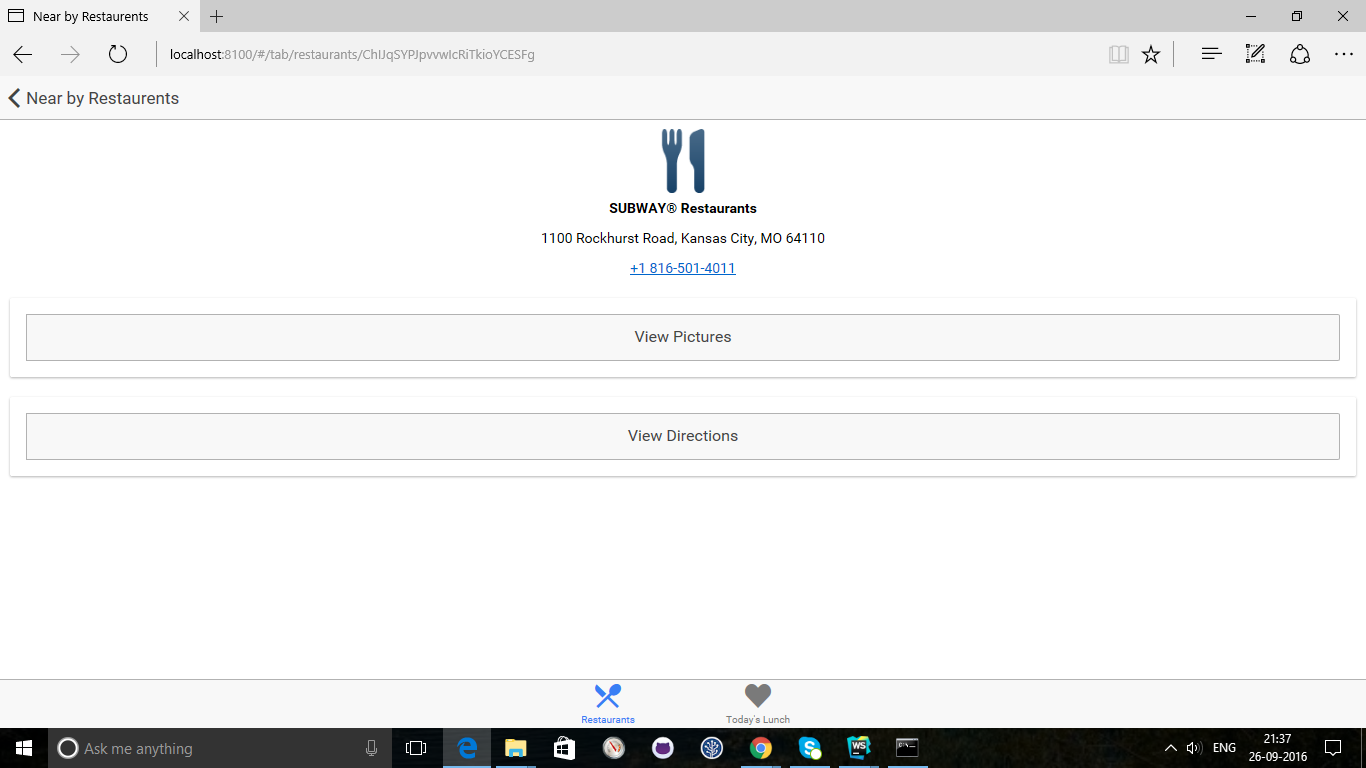 Near by Restaurents
localhost:8100/#/tab/restaurants/ChIJqSYPJpvvwIcRiTkioYCESFg
Near by Restaurents
SUBWAY® Restaurants
1100 Rockhurst Road, Kansas City, MO 64110
+1 816-501-4011
View Pictures
View Directions
Restaurants
Today's Lunch
Ask me anything
WS
C:\.
ENG
21:37
26-09-2016